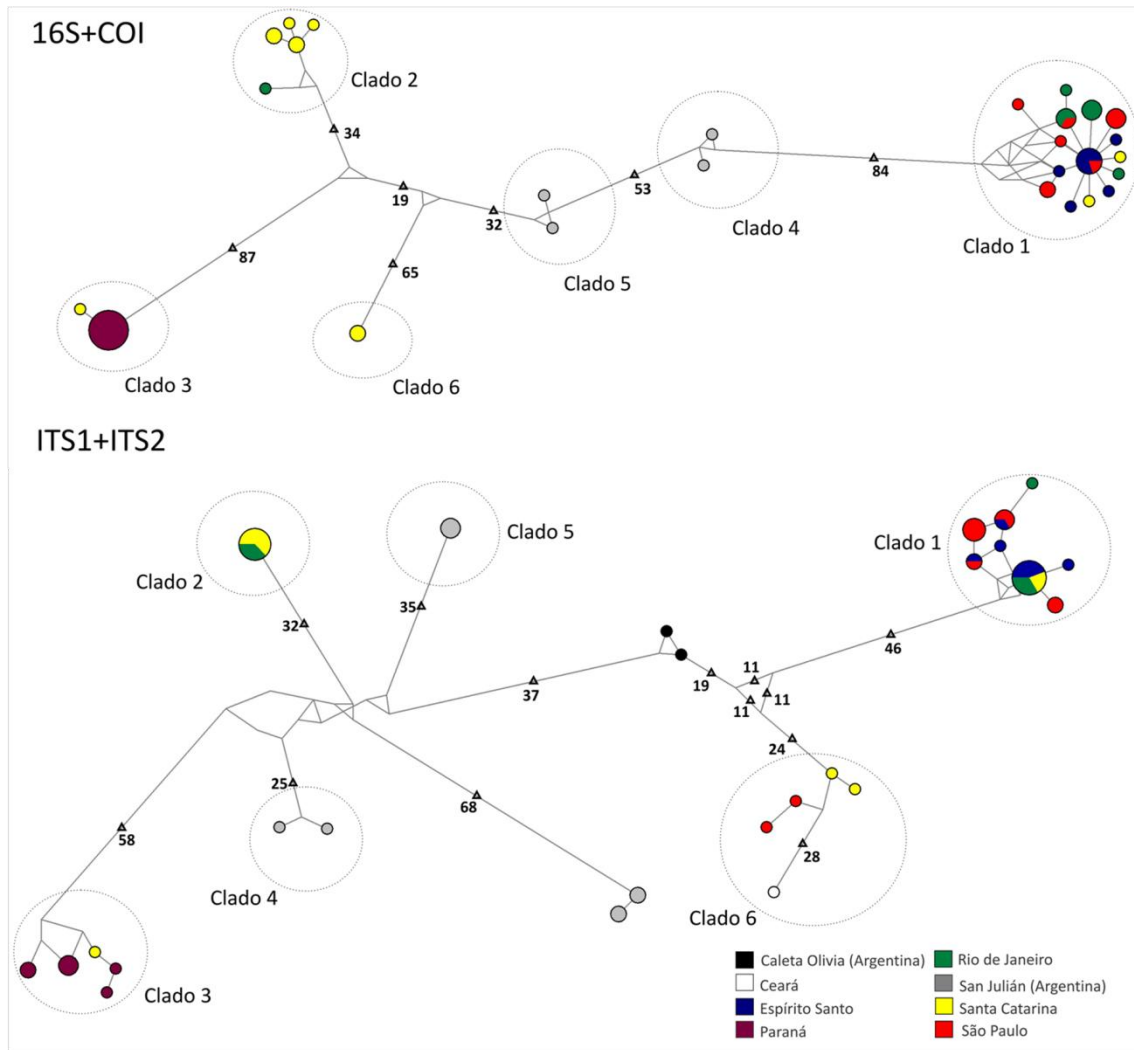 16S+COI
Clado 2
34
19
32
53
84
87
65
Clado 5
Clado 4
Clado 1
Clado 3
Clado 6
ITS1+ITS2
Clado 2
Clado 5
Clado 1
32
35
37
19
11
11
11
46
24
25
68
58
28
Clado 4
Clado 6
Clado 3
Caleta Olivia (Argentina)
Ceará
Espírito Santo
Paraná
Rio de Janeiro
San Julián (Argentina)
Santa Catarina
São Paulo